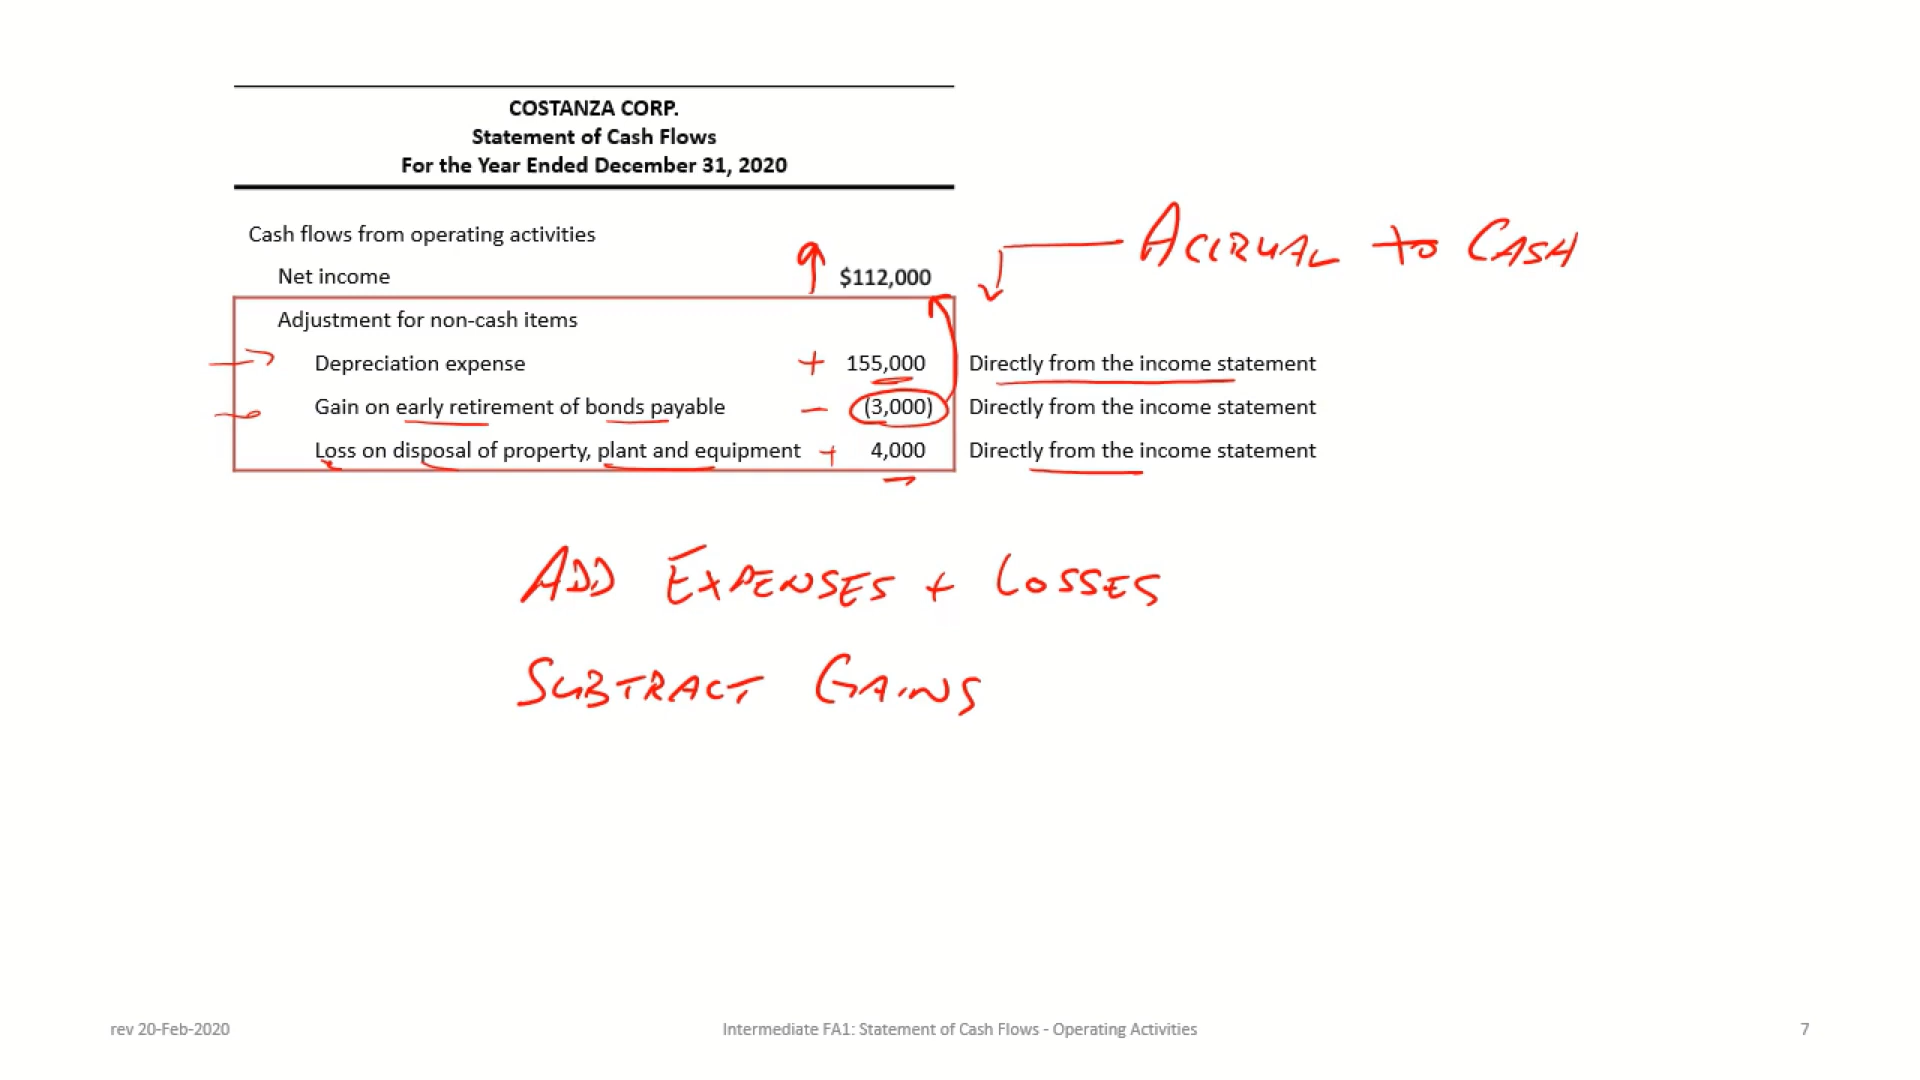 COSTANZA CORP.
Statement of Cash Flows
For the Year Ended December 31, 2020
Cash flows from operating activities
Net income $112,000
ACCRUAL to CASH
Adjustment for non-cash items
Depreciation expense + 155,000 Directly from the income statement
Gain on early retirement of bonds payable - (3,000) Directly from the income statement
Loss on disposal of property, plant and equipment + 4,000 Directly from the income statement
ADD EXPENSES + LOSSES
SUBTRACT GAINS
rev 20-Feb-2020 Intermediate FA1: Statement of Cash Flows - Operating Activities 7